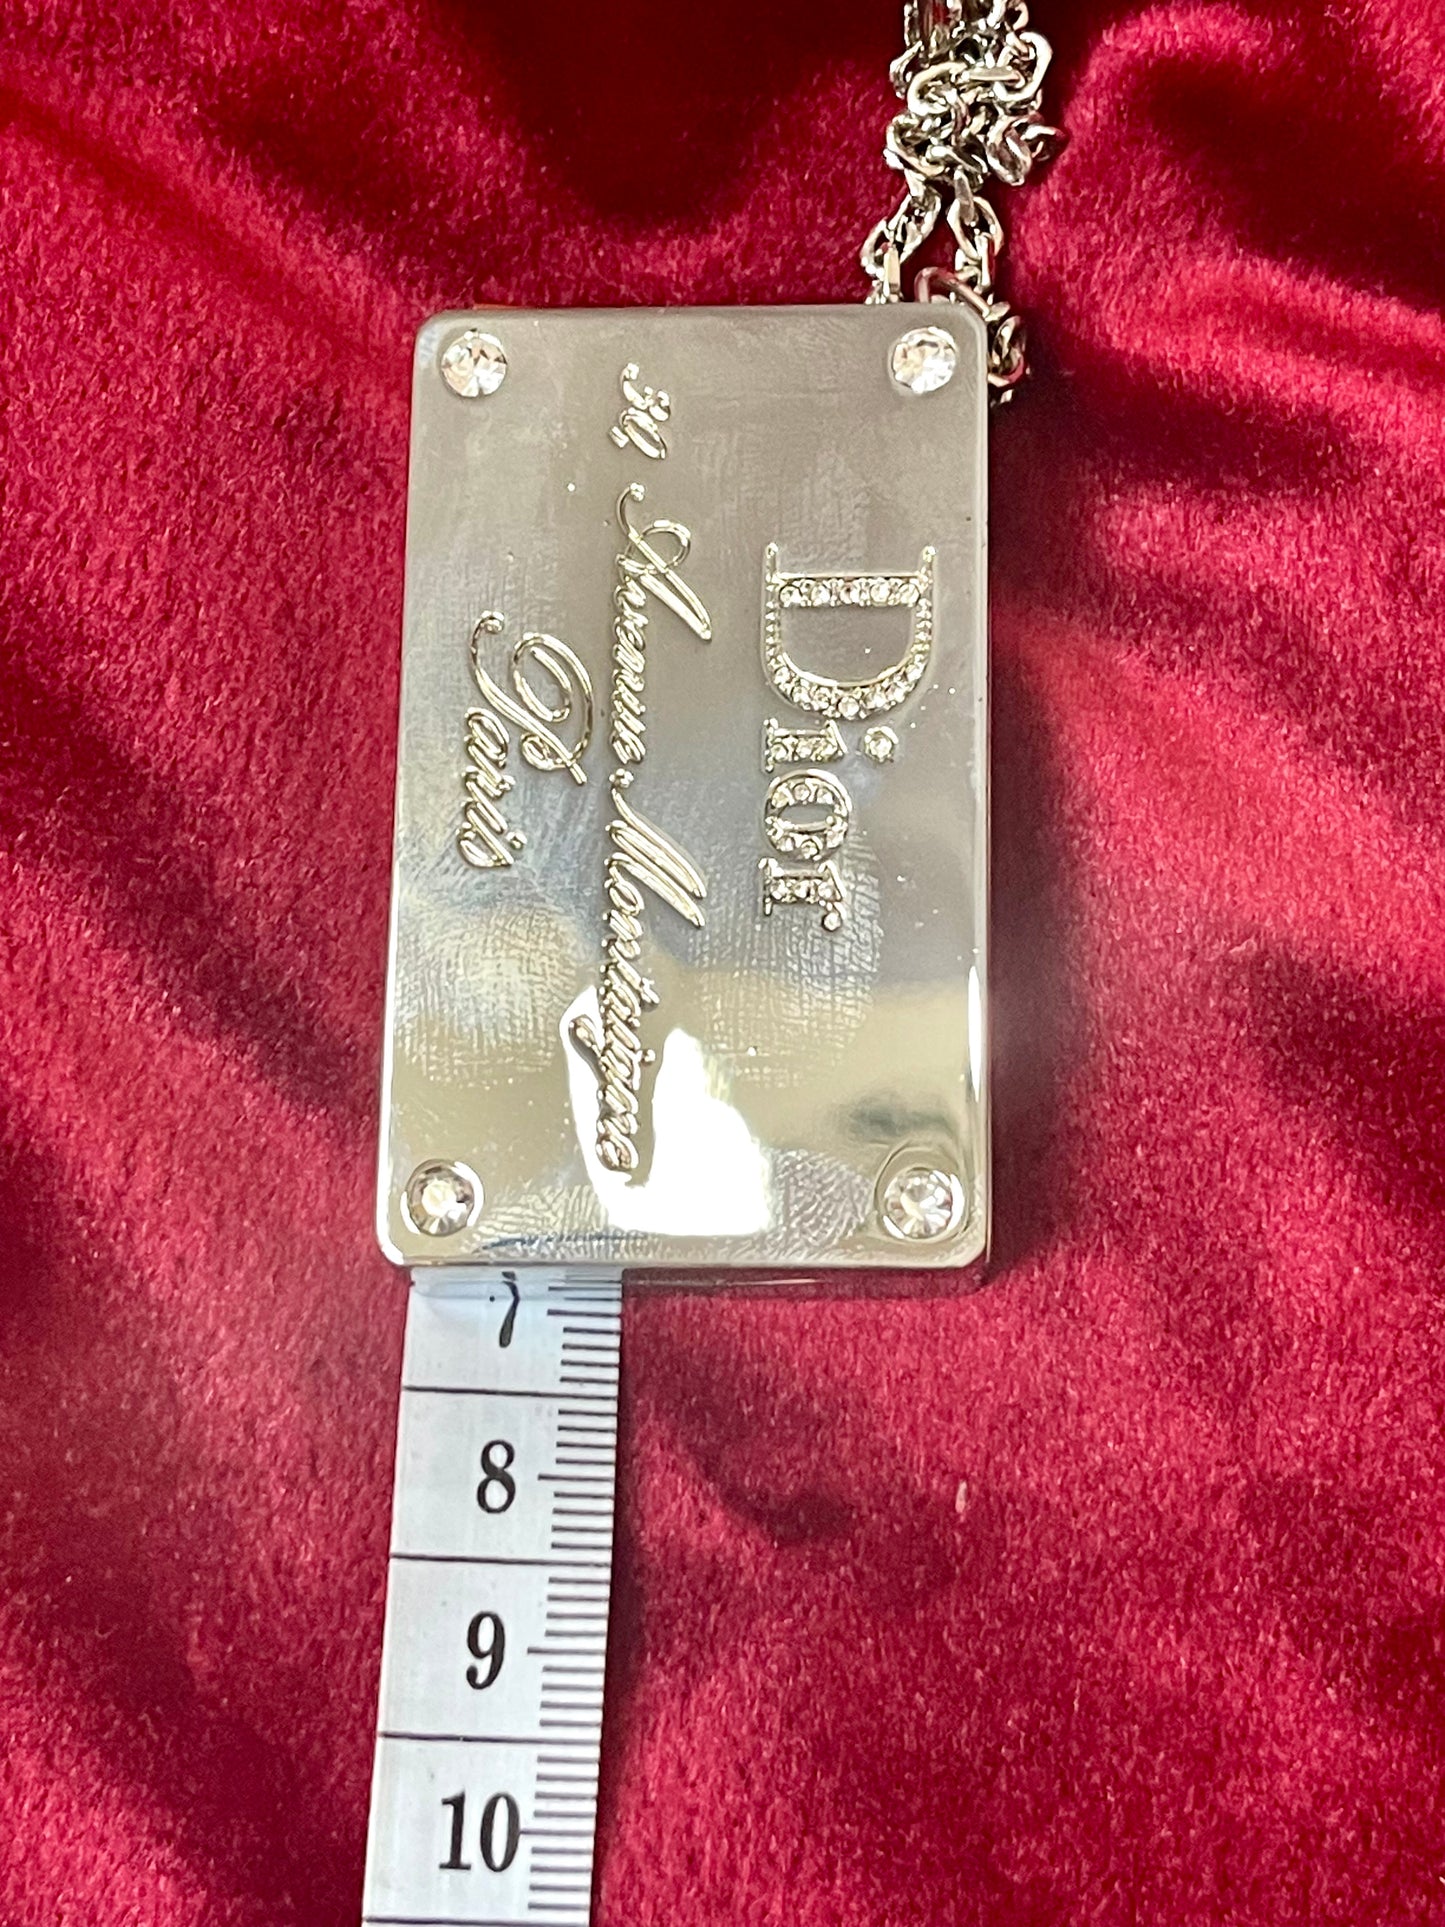 Dior
30, Avenue Montaigne
Paris
7
8
9
10